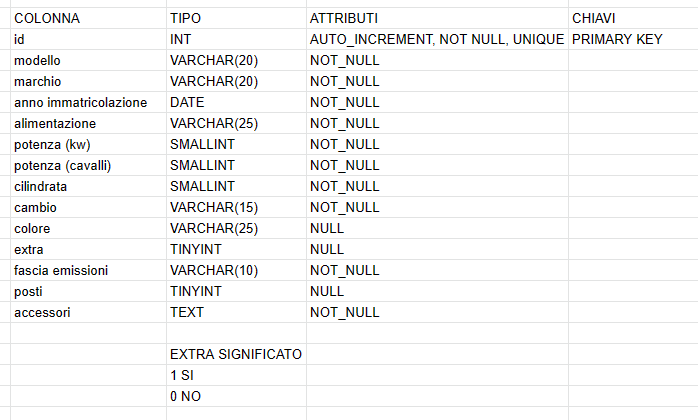 COLONNA TIPO ATTRIBUTI CHIAVI
id INT AUTO_INCREMENT, NOT NULL, UNIQUE PRIMARY KEY
modello VARCHAR(20) NOT_NULL
marchio VARCHAR(20) NOT_NULL
anno immatricolazione DATE NOT_NULL
alimentazione VARCHAR(25) NOT_NULL
potenza (kw) SMALLINT NOT_NULL
potenza (cavalli) SMALLINT NOT_NULL
cilindrata SMALLINT NOT_NULL
cambio VARCHAR(15) NOT_NULL
colore VARCHAR(25) NULL
extra TINYINT NULL
fascia emissioni VARCHAR(10) NOT_NULL
posti TINYINT NULL
accessori TEXT NOT_NULL
EXTRA SIGNIFICATO
1 SI
0 NO